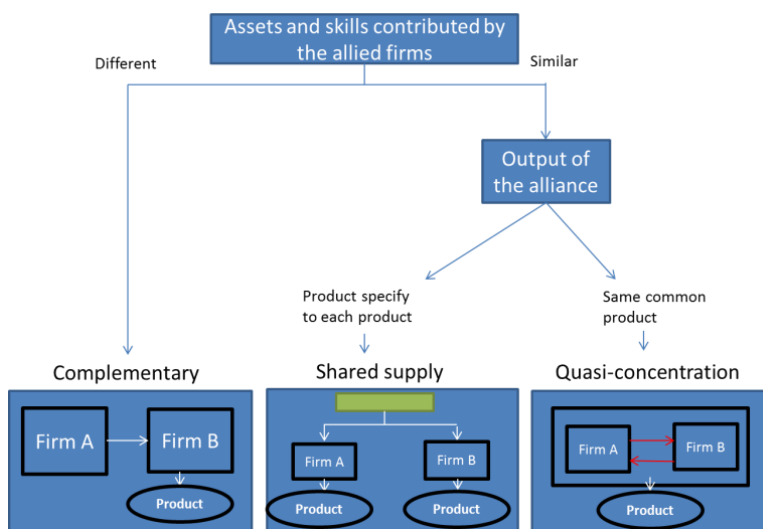 Assets and skills contributed by
the allied firms
Different
Similar
Output of
the alliance
Product specify
to each product
Same common
product
Complementary
Shared supply
Quasi-concentration
Firm A
Firm B
Product
Firm A
Firm B
Product
Product
Firm A
Firm B
Product